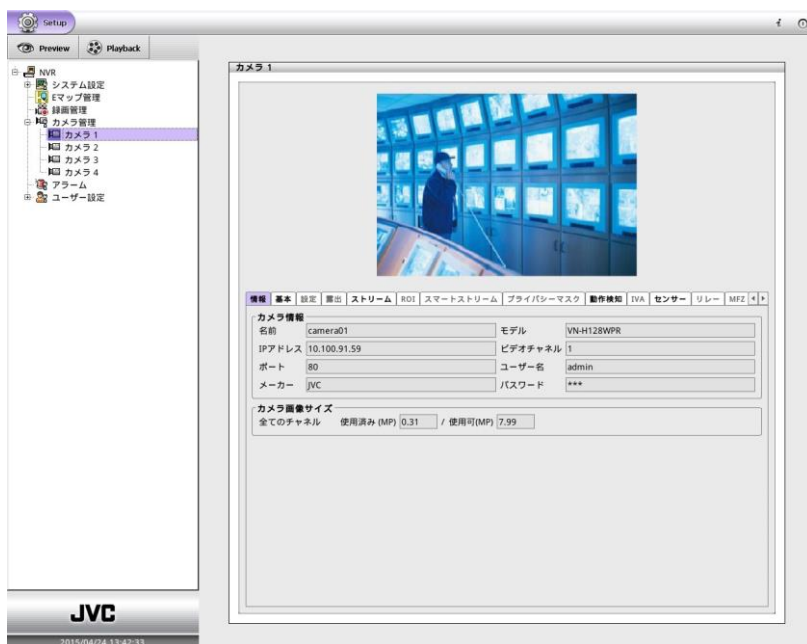 Setup
Preview
Playback
NVR
システム設定
Eマップ管理
録画管理
カメラ管理
カメラ 1
カメラ 2
カメラ 3
カメラ 4
アラーム
ユーザー設定
JVC
2015/04/24 13:42:33
カメラ 1
情報 基本 設定 露出 ストリーム ROI スマートストリーム プライバシーマスク 動作検知 IVA センサー リレー MFZ
カメラ情報
名前 camera01 モデル VN-H128WPR
IPアドレス 10.100.91.59 ビデオチャネル 1
ポート 80 ユーザー名 admin
メーカー JVC パスワード ***
カメラ画像サイズ
全てのチャネル 使用済み (MP) 0.31 / 使用可(MP) 7.99